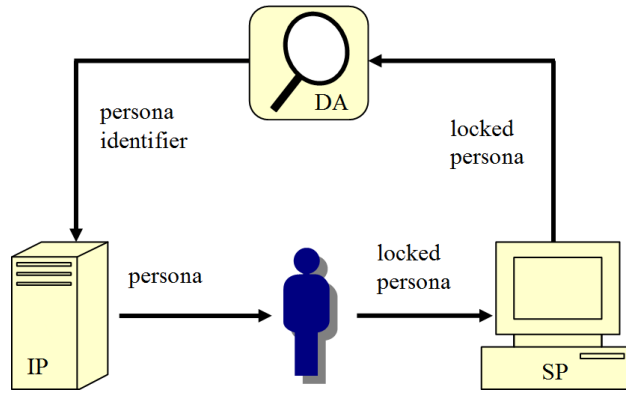 DA
persona
identifier
locked
persona
persona
locked
persona
IP
SP